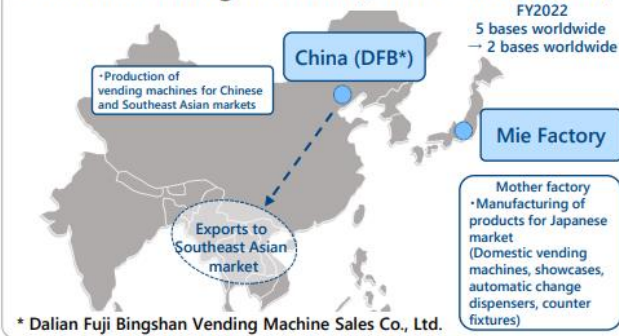 FY2022
5 bases worldwide
→ 2 bases worldwide
China (DFB*)
・Production of
vending machines for Chinese
and Southeast Asian markets
Mie Factory
Mother factory
・Manufacturing of
products for Japanese
market
(Domestic vending
machines, showcases,
automatic change
dispensers, counter
fixtures)
Exports to
Southeast Asian
market
* Dalian Fuji Bingshan Vending Machine Sales Co., Ltd.